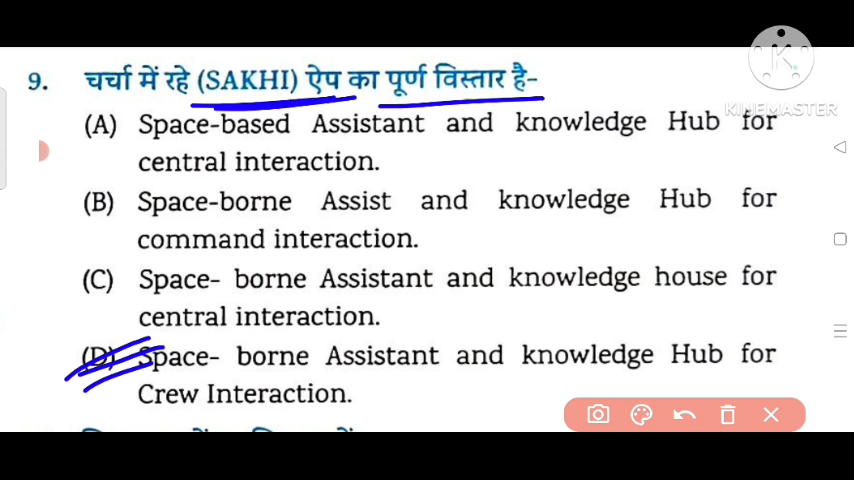 9. चर्चा में रहे (SAKHI) ऐप का पूर्ण विस्तार है-
KINEMASTER
(A) Space-based Assistant and knowledge Hub for
central interaction.
(B) Space-borne Assist and knowledge Hub for
command interaction.
(C) Space- borne Assistant and knowledge house for
central interaction.
(D) Space- borne Assistant and knowledge Hub for
Crew Interaction.